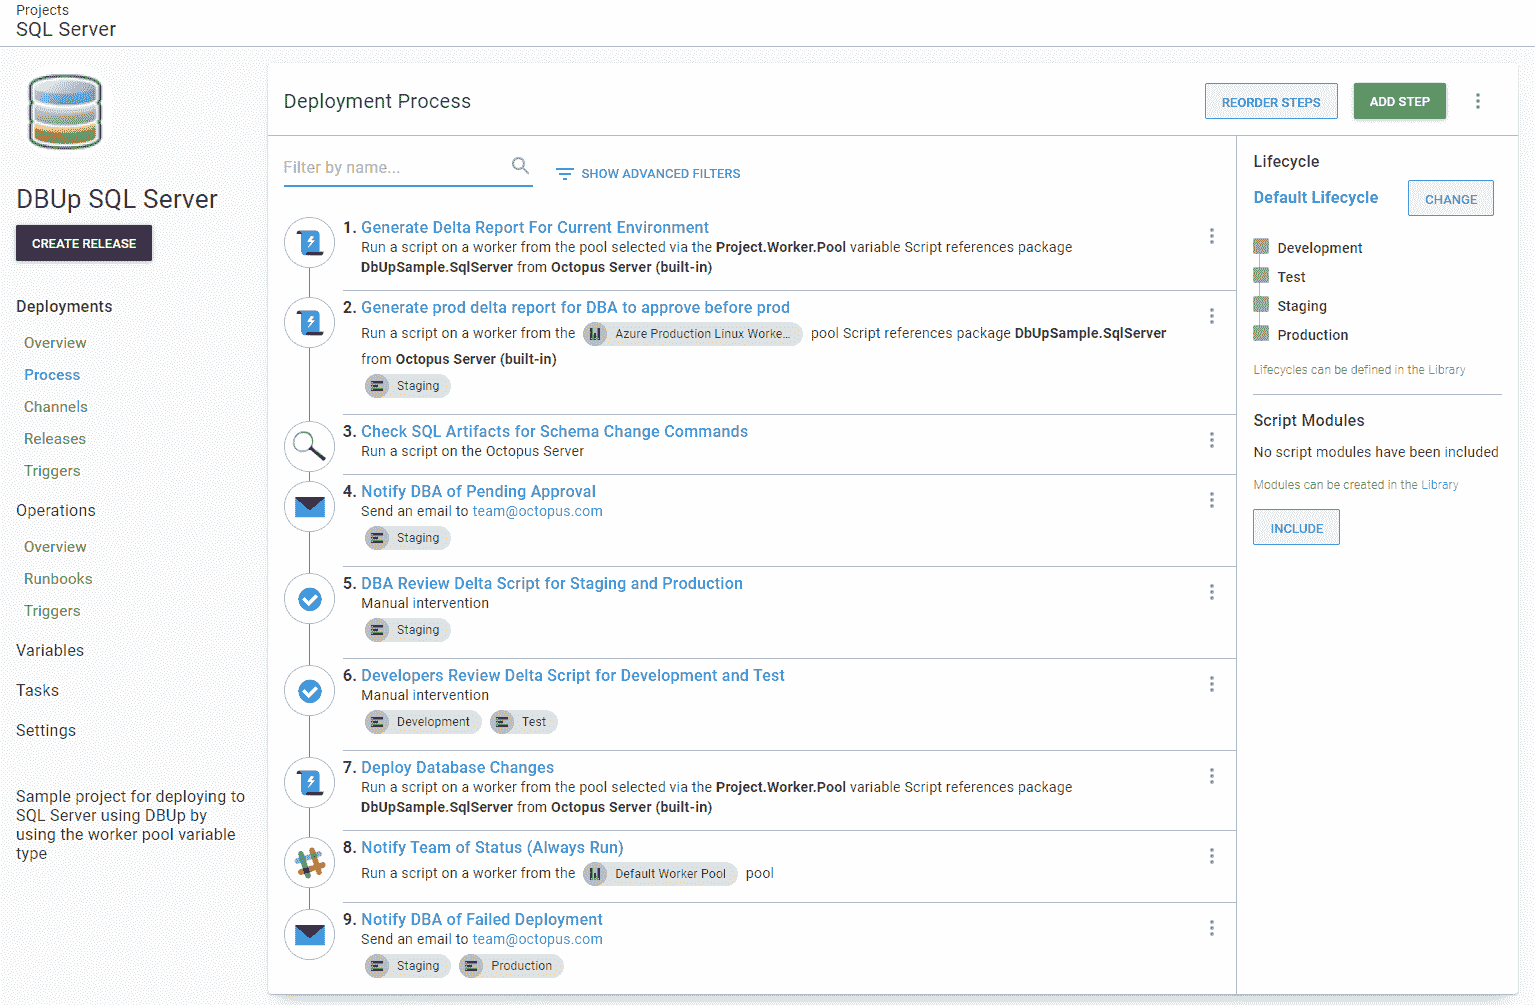 Projects
SQL Server
DBUp SQL Server
CREATE RELEASE
Deployments
Overview
Process
Channels
Releases
Triggers
Operations
Overview
Runbooks
Triggers
Variables
Tasks
Settings
Sample project for deploying to
SQL Server using DBUp by
using the worker pool variable
type
Deployment Process
REORDER STEPS
ADD STEP
Filter by name...
SHOW ADVANCED FILTERS
1. Generate Delta Report For Current Environment
Run a script on a worker from the pool selected via the Project.Worker.Pool variable Script references package
DbUpSample.SqlServer from Octopus Server (built-in)
2. Generate prod delta report for DBA to approve before prod
Run a script on a worker from the Azure Production Linux Worke... pool Script references package DbUpSample.SqlServer
from Octopus Server (built-in)
Staging
3. Check SQL Artifacts for Schema Change Commands
Run a script on the Octopus Server
4. Notify DBA of Pending Approval
Send an email to team@octopus.com
Staging
5. DBA Review Delta Script for Staging and Production
Manual intervention
Staging
6. Developers Review Delta Script for Development and Test
Manual intervention
Development Test
7. Deploy Database Changes
Run a script on a worker from the pool selected via the Project.Worker.Pool variable Script references package
DbUpSample.SqlServer from Octopus Server (built-in)
8. Notify Team of Status (Always Run)
Run a script on a worker from the Default Worker Pool pool
9. Notify DBA of Failed Deployment
Send an email to team@octopus.com
Staging Production
Lifecycle
Default Lifecycle
CHANGE
Development
Test
Staging
Production
Lifecycles can be defined in the Library
Script Modules
No script modules have been included
Modules can be created in the Library
INCLUDE